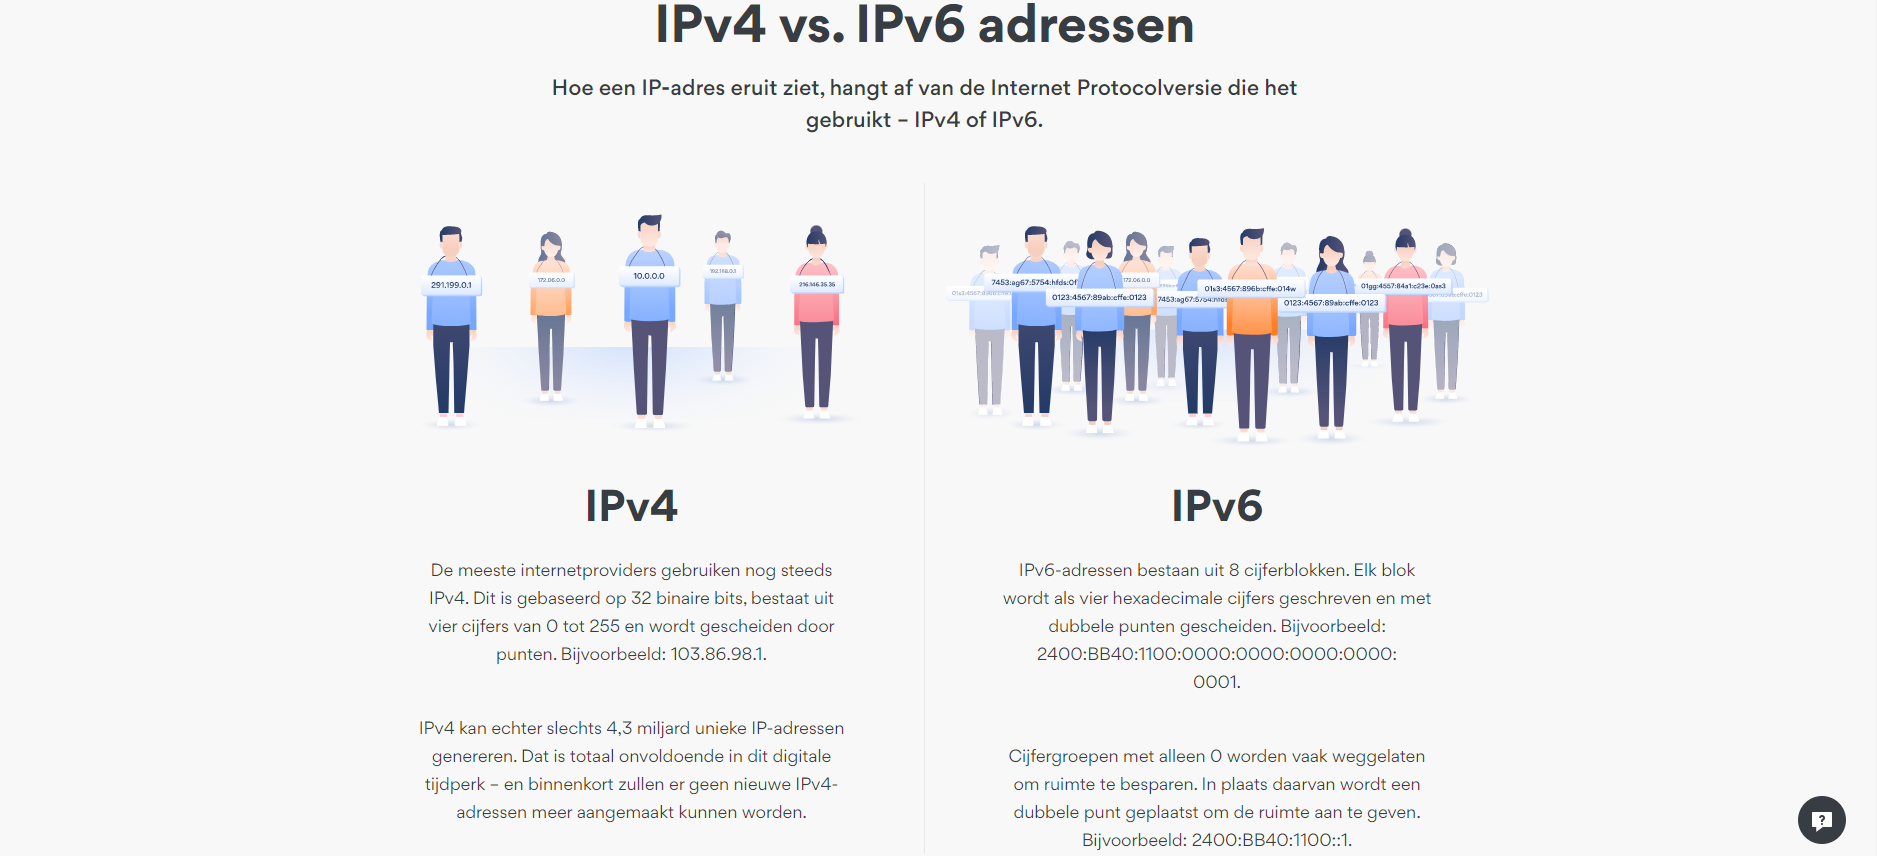 IPv4 vs. IPv6 adressen
Hoe een IP-adres eruit ziet, hangt af van de Internet Protocolversie die het
gebruikt – IPv4 of IPv6.
291.199.0.1
172.06.0.0
10.0.0.0
192.168.0.1
216.146.35.35
7453:ag67:5754:hfds:0f
0123:4567:89ab:cffe:0123
172.06.0.0
7453:ag67:5754:hfds
01s3:4567:896b:cffe:014w
0123:4567:89ab:cffe:0123
01gg:4557:84a1:c23e:0as3
IPv4
De meeste internetproviders gebruiken nog steeds
IPv4. Dit is gebaseerd op 32 binaire bits, bestaat uit
vier cijfers van 0 tot 255 en wordt gescheiden door
punten. Bijvoorbeeld: 103.86.98.1.
IPv4 kan echter slechts 4,3 miljard unieke IP-adressen
genereren. Dat is totaal onvoldoende in dit digitale
tijdperk – en binnenkort zullen er geen nieuwe IPv4-
adressen meer aangemaakt kunnen worden.
IPv6
IPv6-adressen bestaan uit 8 cijferblokken. Elk blok
wordt als vier hexadecimale cijfers geschreven en met
dubbele punten gescheiden. Bijvoorbeeld:
2400:BB40:1100:0000:0000:0000:0000:
0001.
Cijfergroepen met alleen 0 worden vaak weggelaten
om ruimte te besparen. In plaats daarvan wordt een
dubbele punt geplaatst om de ruimte aan te geven.
Bijvoorbeeld: 2400:BB40:1100::1.